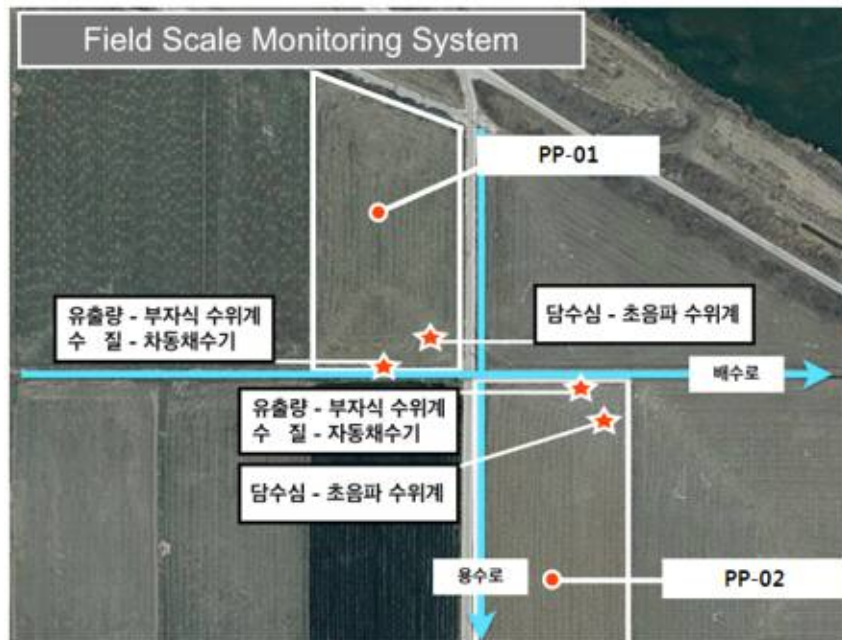 Field Scale Monitoring System
PP-01
유출량 - 부자식 수위계
수 질 - 차동채수기
담수심 - 초음파 수위계
배수로
유출량 - 부자식 수위계
수 질 - 자동채수기
담수심 - 초음파 수위계
용수로
PP-02